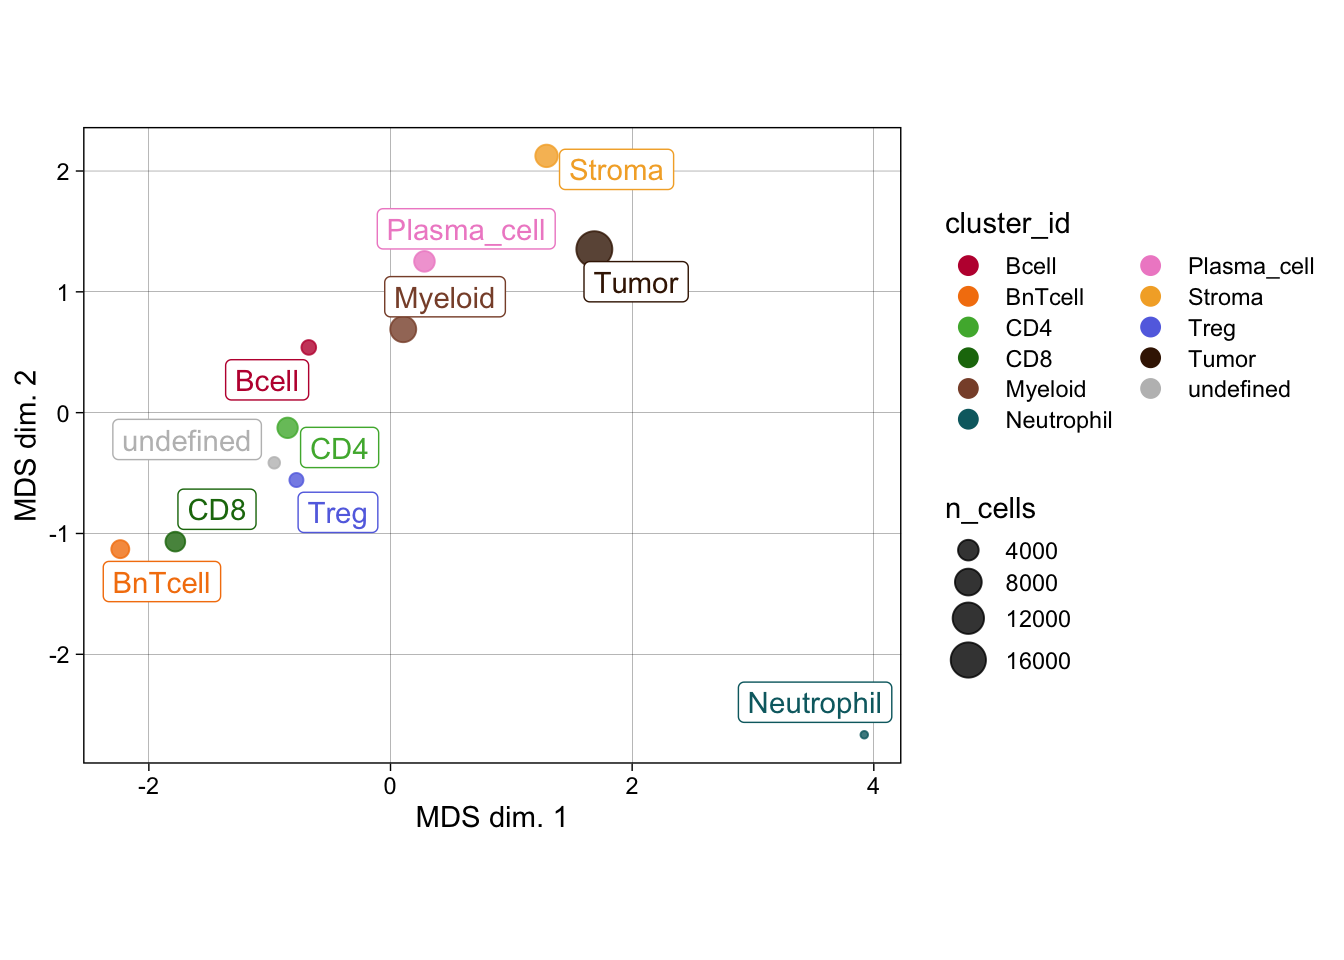 2
1
0
-1
-2
MDS dim. 2
Stroma
Plasma_cell
Tumor
Myeloid
Bcell
undefined
CD4
CD8
Treg
BnTcell
Neutrophil
-2 0 2 4
MDS dim. 1
cluster_id
Bcell
BnTcell
CD4
CD8
Myeloid
Neutrophil
Plasma_cell
Stroma
Treg
Tumor
undefined
n_cells
4000
8000
12000
16000